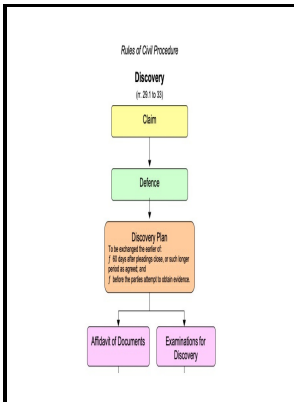 Rules of Civil Procedure
Discovery
(rr. 29.1 to 33)
Claim
Defence
Discovery Plan
To be exchanged the earlier of:
ƒ 60 days after pleadings close, or such longer
period as agreed; and
ƒ before the parties attempt to obtain evidence.
Affidavit of Documents
Examinations for
Discovery